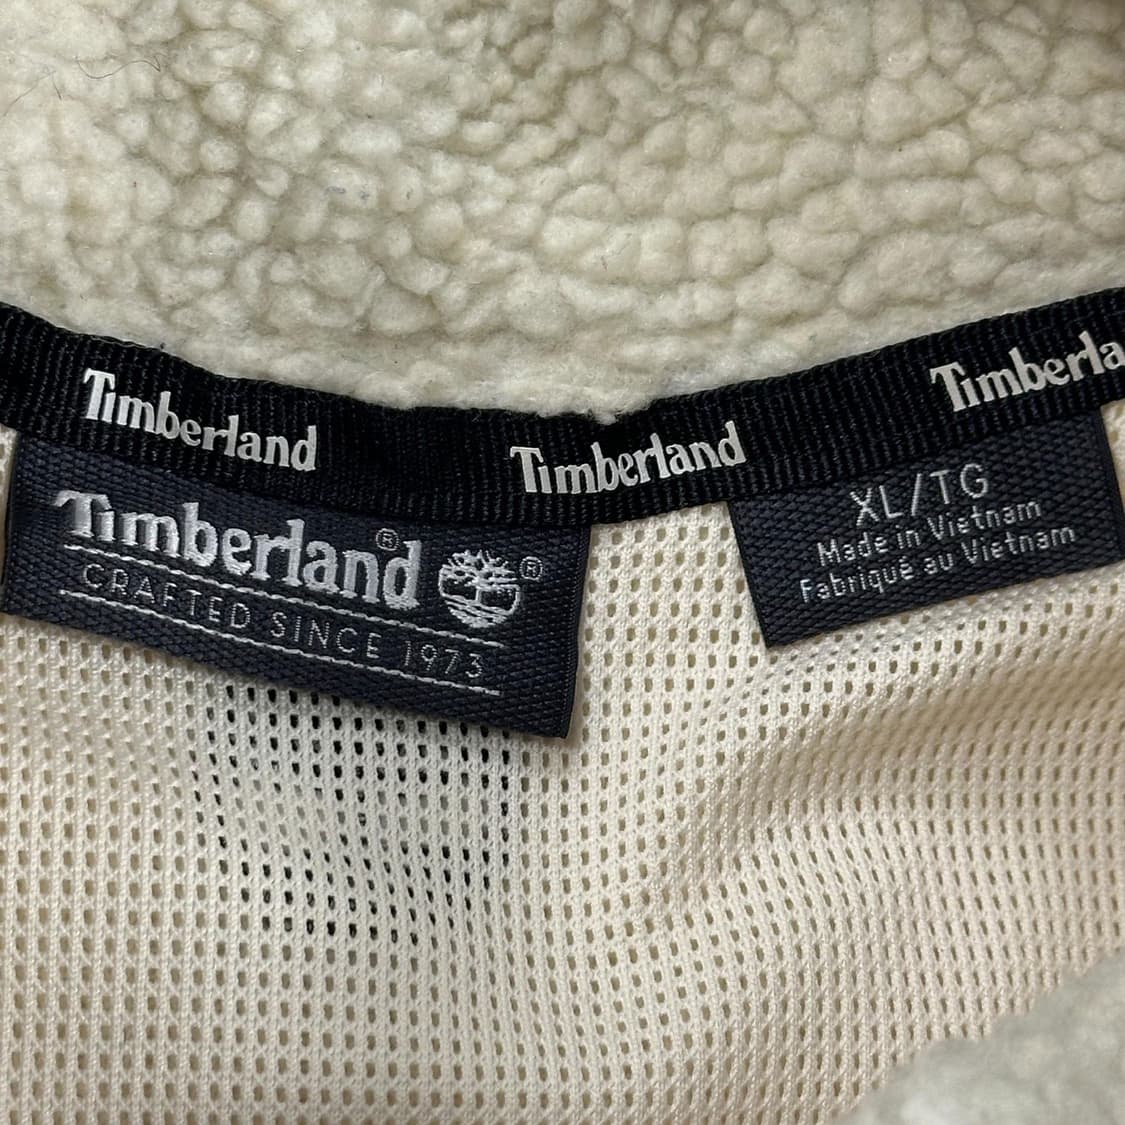 Timberland
Timberland
Timberla
Timberland®
®
CRAFTED SINCE 1973
XL/TG
Made in Vietnam
Fabriqué au Vietnam